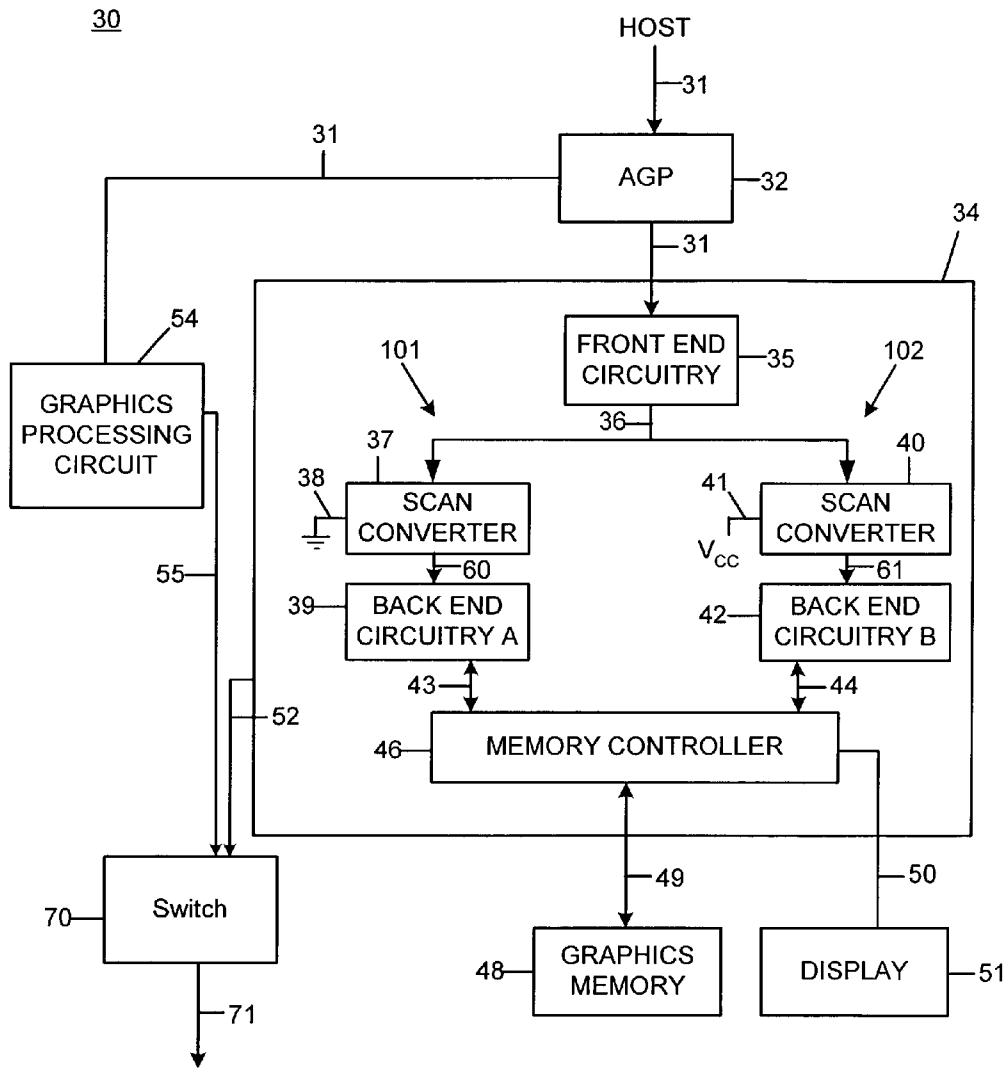 30
HOST
31
31
AGP
32
31
34
54
GRAPHICS
PROCESSING
CIRCUIT
FRONT END
CIRCUITRY
35
101
102
36
37
40
38
SCAN
CONVERTER
41
VCC
SCAN
CONVERTER
55
60
61
39
BACK END
CIRCUITRY A
42
BACK END
CIRCUITRY B
43
44
52
46
MEMORY CONTROLLER
49
50
70
Switch
48
GRAPHICS
MEMORY
DISPLAY
51
71